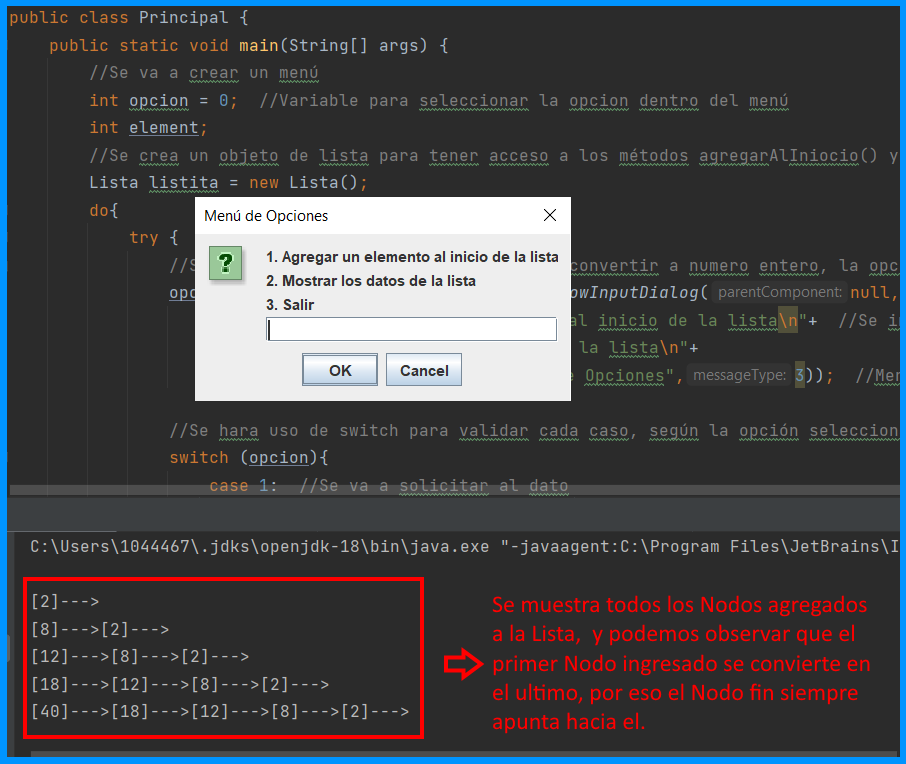 public class Principal {
public static void main(String[] args) {
//Se va a crear un menú
int opcion = 0;  //Variable para seleccionar la opcion dentro del menú
int element;
//Se crea un objeto de lista para tener acceso a los métodos agregarAlIniocio() y
Lista listita = new Lista();
do{
try {
Menú de Opciones
1. Agregar un elemento al inicio de la lista
2. Mostrar los datos de la lista
3. Salir
OK Cancel
//S convertir a numero entero, la opc
opc owInputDialog( parentComponent: null,
al inicio de la lista\n"+  //Se i
la lista\n"+
e Opciones", messageType: 3));  //Men
//Se hara uso de switch para validar cada caso, según la opción seleccion
switch (opcion){
case 1:  //Se va a solicitar al dato
C:\Users\1044467\.jdks\openjdk-18\bin\java.exe "-javaagent:C:\Program Files\JetBrains\I
[2]--->
[8]--->[2]--->
[12]--->[8]--->[2]--->
[18]--->[12]--->[8]--->[2]--->
[40]--->[18]--->[12]--->[8]--->[2]--->
Se muestra todos los Nodos agregados
a la Lista,  y podemos observar que el
primer Nodo ingresado se convierte en
el ultimo, por eso el Nodo fin siempre
apunta hacia el.